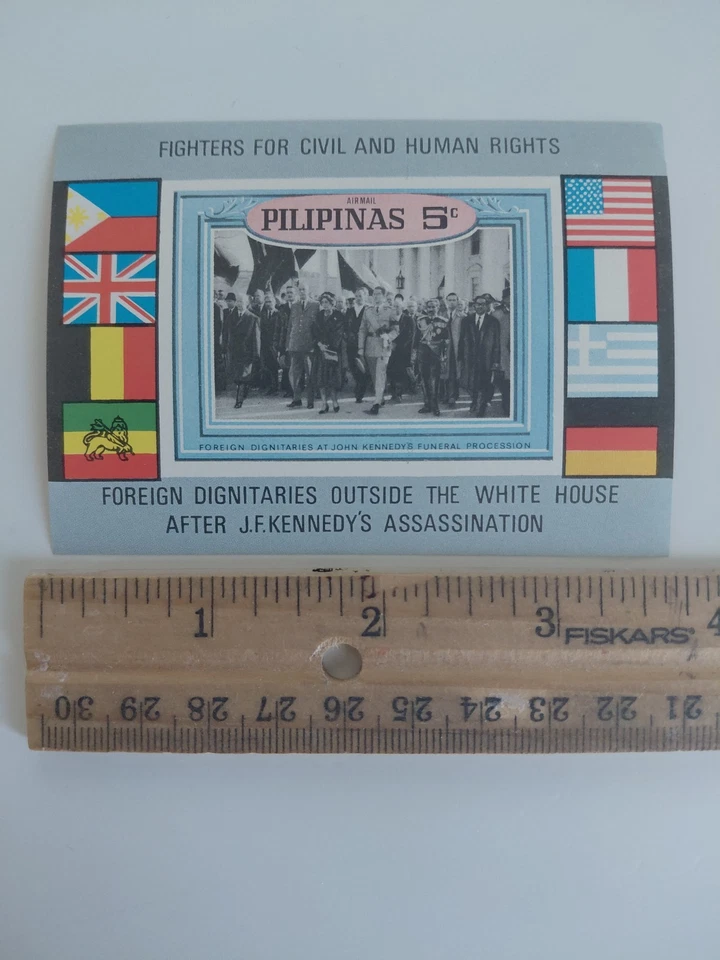 FIGHTERS FOR CIVIL AND HUMAN RIGHTS
AIRMAIL
PILIPINAS 5c
FOREIGN DIGNITARIES AT JOHN KENNEDY'S FUNERAL PROCESSION
FOREIGN DIGNITARIES OUTSIDE THE WHITE HOUSE
AFTER J.F.KENNEDY'S ASSASSINATION
1 2 3 4
FISKARS®
30 29 28 27 26 25 24 23 22 21